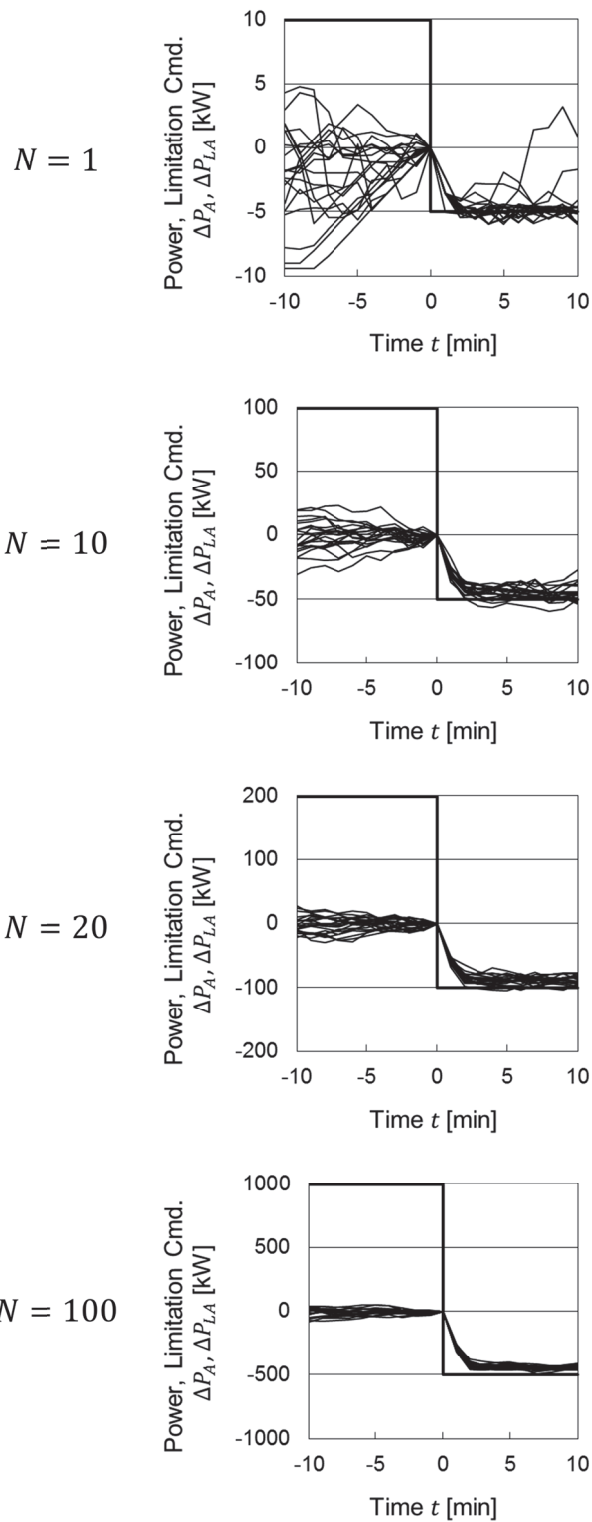 N = 1
Power, Limitation Cmd.
ΔP_A, ΔP_LA [kW]
10
5
0
-5
-10
-10 -5 0 5 10
Time t [min]
N = 10
Power, Limitation Cmd.
ΔP_A, ΔP_LA [kW]
100
50
0
-50
-100
-10 -5 0 5 10
Time t [min]
N = 20
Power, Limitation Cmd.
ΔP_A, ΔP_LA [kW]
200
100
0
-100
-200
-10 -5 0 5 10
Time t [min]
N = 100
Power, Limitation Cmd.
ΔP_A, ΔP_LA [kW]
1000
500
0
-500
-1000
-10 -5 0 5 10
Time t [min]